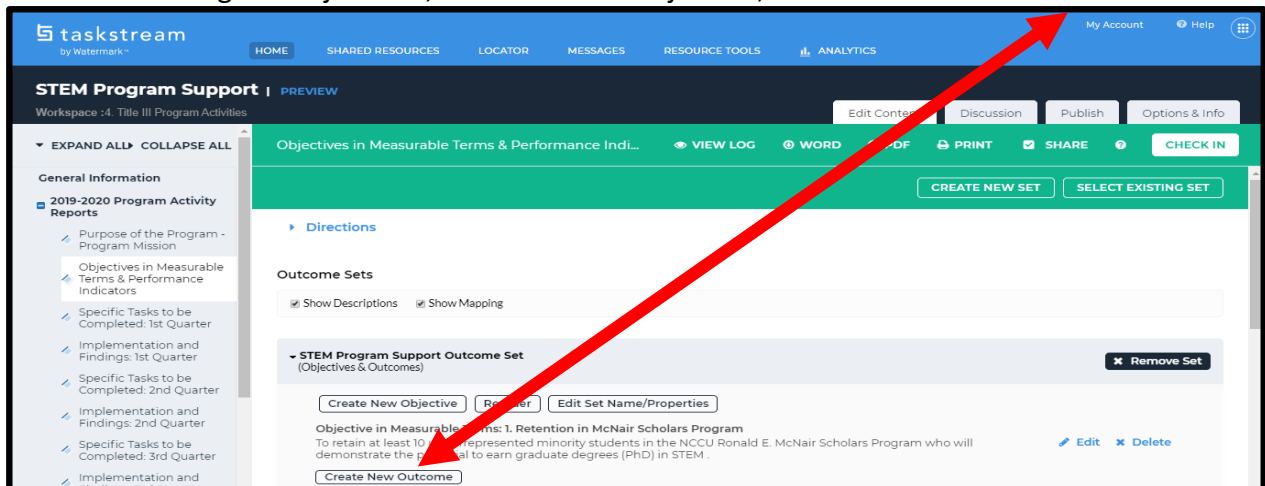 taskstream
by Watermark™
HOME SHARED RESOURCES LOCATOR MESSAGES RESOURCE TOOLS ANALYTICS
My Account Help
STEM Program Support | PREVIEW
Workspace :4. Title III Program Activities
Edit Discussion Publish Options & Info
EXPAND ALL COLLAPSE ALL
Objectives in Measurable Terms & Performance Indi... VIEW LOG WORD PRINT SHARE CHECK IN
CREATE NEW SET SELECT EXISTING SET
General Information
2019-2020 Program Activity
Reports
Purpose of the Program -
Program Mission
Objectives in Measurable
Terms & Performance
Indicators
Specific Tasks to be
Completed: 1st Quarter
Implementation and
Findings: 1st Quarter
Specific Tasks to be
Completed: 2nd Quarter
Implementation and
Findings: 2nd Quarter
Specific Tasks to be
Completed: 3rd Quarter
Implementation and
Directions
Outcome Sets
Show Descriptions Show Mapping
STEM Program Support Outcome Set
(Objectives & Outcomes)
Remove Set
Create New Objective Edit Set Name/Properties
Objective in Measurable 1. Retention in McNair Scholars Program
To retain at least 10 minority students in the NCCU Ronald E. McNair Scholars Program who will
demonstrate the to earn graduate degrees (PhD) in STEM .
Edit Delete
Create New Outcome